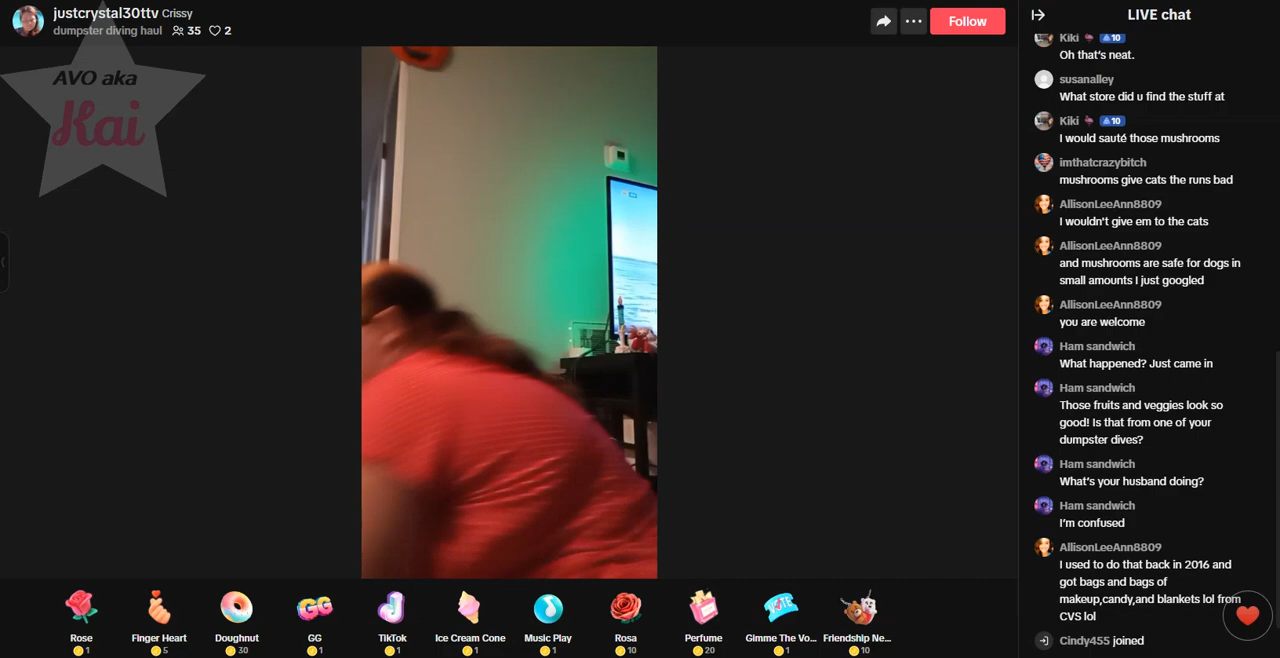 justcrystal30ttv Crissy
dumpster diving haul 35 2
Follow
AVO aka
Kai
LIVE chat
Kiki 10
Oh that's neat.
susanalley
What store did u find the stuff at
Kiki 10
I would sauté those mushrooms
imthatcrazybitch
mushrooms give cats the runs bad
AllisonLeeAnn8809
I wouldn't give em to the cats
AllisonLeeAnn8809
and mushrooms are safe for dogs in
small amounts I just googled
AllisonLeeAnn8809
you are welcome
Ham sandwich
What happened? Just came in
Ham sandwich
Those fruits and veggies look so
good! Is that from one of your
dumpster dives?
Ham sandwich
What's your husband doing?
Ham sandwich
I'm confused
AllisonLeeAnn8809
I used to do that back in 2016 and
got bags and bags of
makeup,candy,and blankets lol from
CVS lol
Cindy455 joined
GG
Rose Finger Heart Doughnut GG TikTok Ice Cream Cone Music Play Rosa Perfume Gimme The Vo... Friendship Ne...
1 5 30 1 1 1 1 10 20 1 10